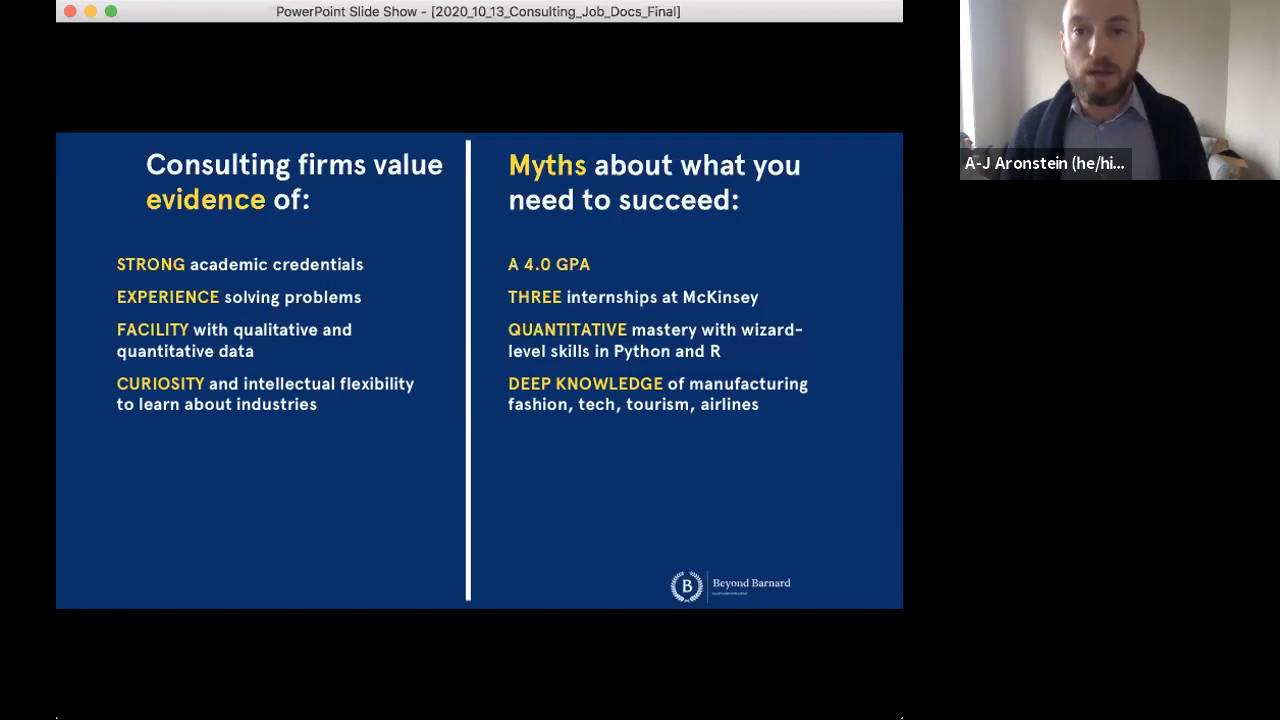 PowerPoint Slide Show - [2020_10_13_Consulting_Job_Docs_Final]
A-J Aronstein (he/hi...
Consulting firms value
evidence of:
STRONG academic credentials
EXPERIENCE solving problems
FACILITY with qualitative and
quantitative data
CURIOSITY and intellectual flexibility
to learn about industries
Myths about what you
need to succeed:
A 4.0 GPA
THREE internships at McKinsey
QUANTITATIVE mastery with wizard-
level skills in Python and R
DEEP KNOWLEDGE of manufacturing
fashion, tech, tourism, airlines
B
Beyond Barnard